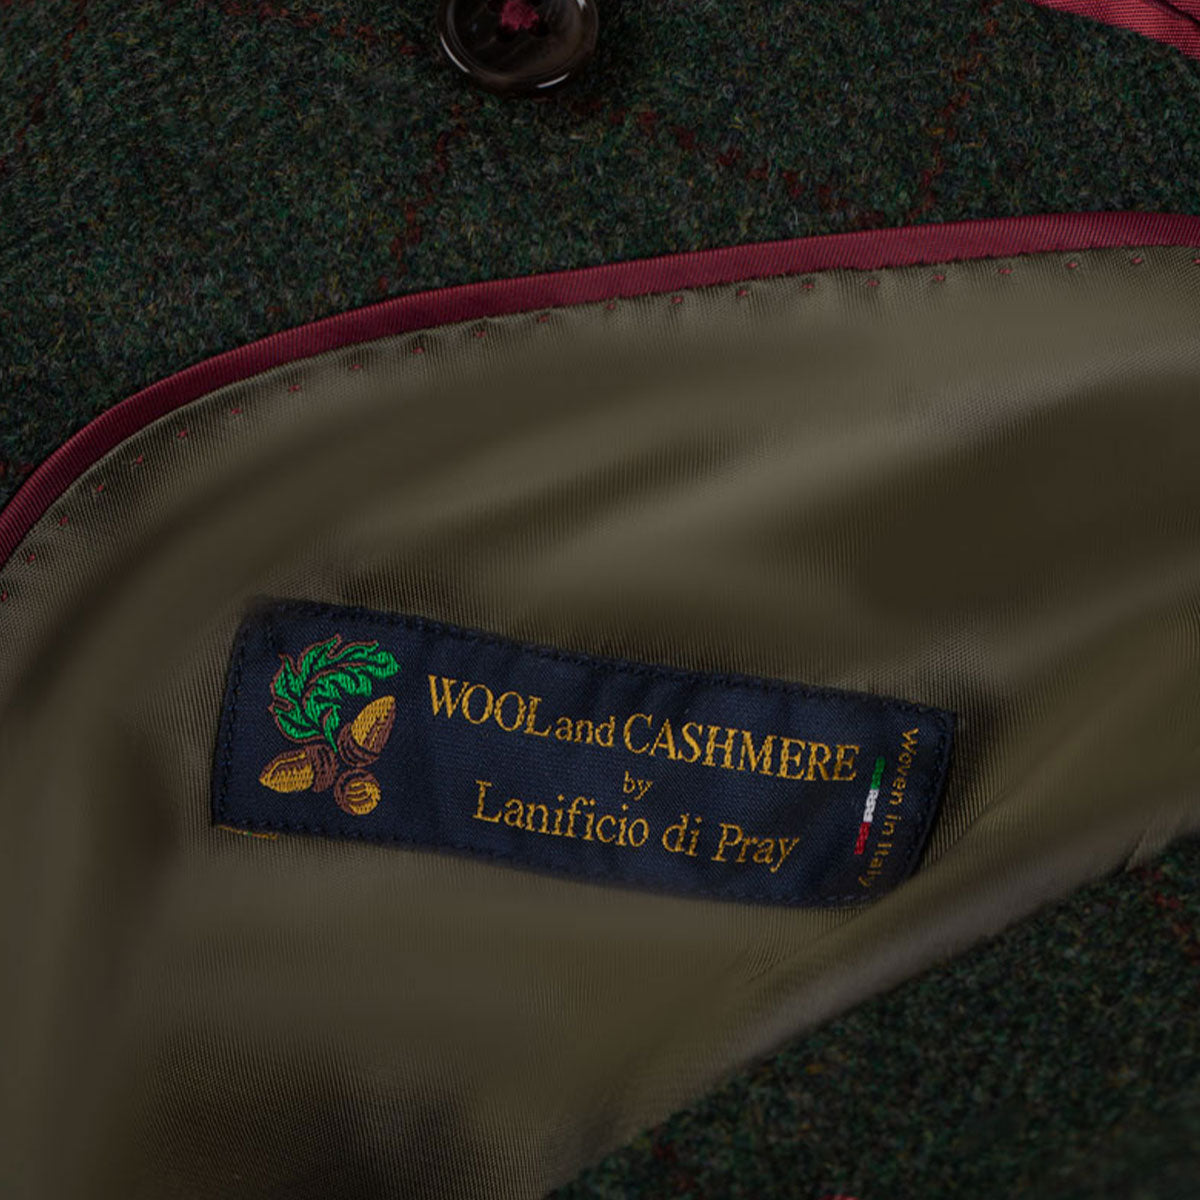 WOOL and CASHMERE
by
Lanificio di Pray
Woven in Italy